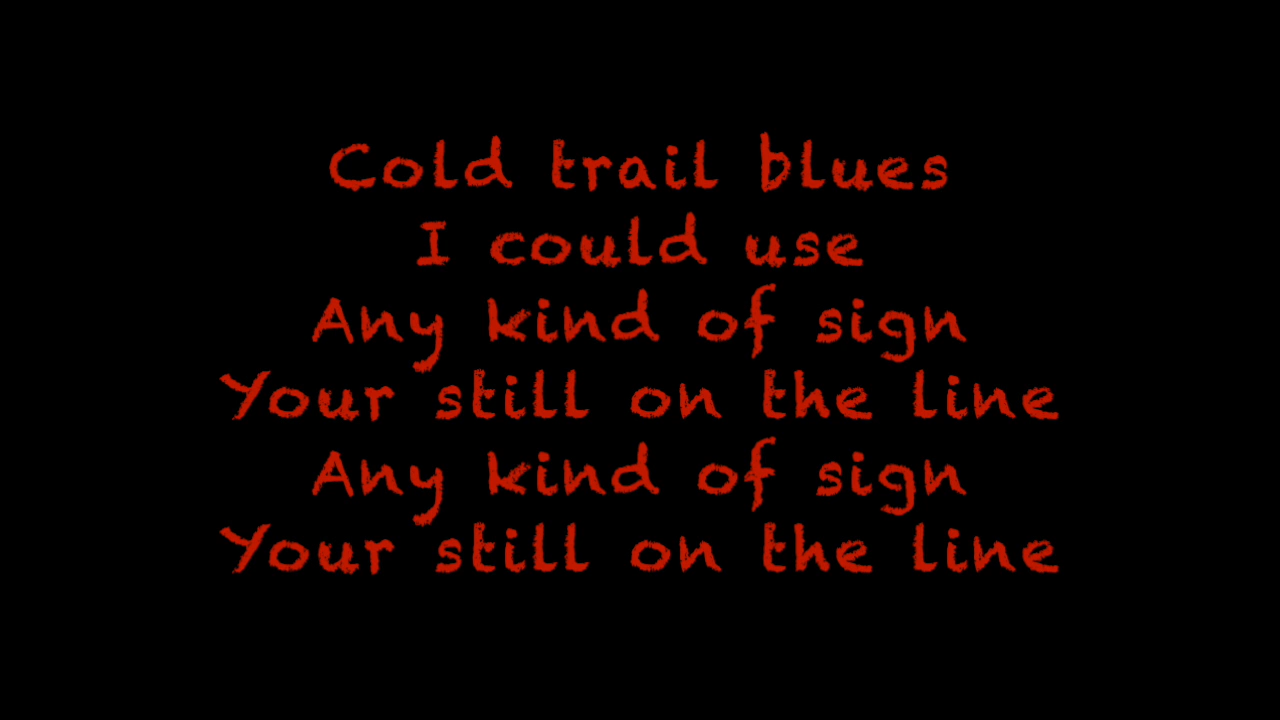 Cold trail blues
I could use
Any kind of sign
Your still on the line
Any kind of sign
Your still on the line